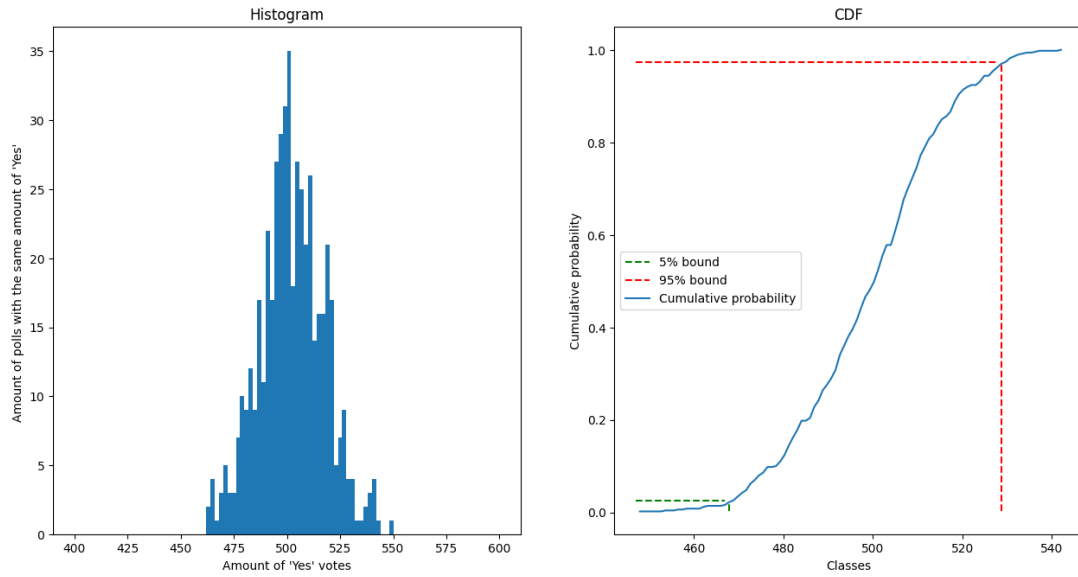 Histogram
Amount of polls with the same amount of 'Yes'
35
30
25
20
15
10
5
0
400 425 450 475 500 525 550 575 600
Amount of 'Yes' votes
CDF
Cumulative probability
1.0
0.8
0.6
0.4
0.2
0.0
5% bound
95% bound
Cumulative probability
460 480 500 520 540
Classes